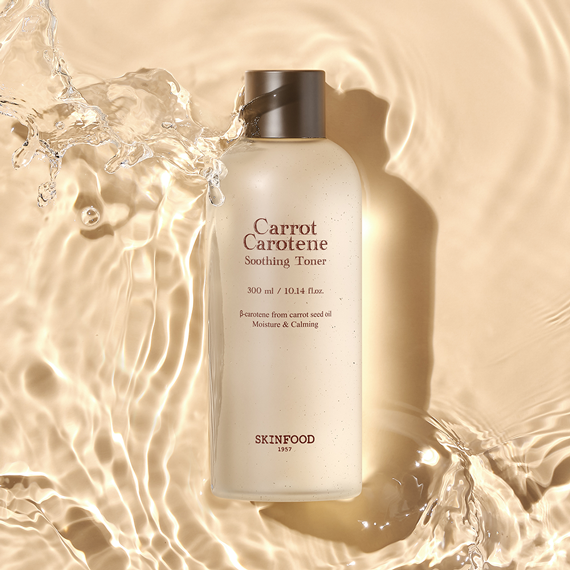 Carrot
Carotene
Soothing Toner
300 ml / 10.14 fl.oz.
β-carotene from carrot seed oil
Moisture & Calming
SKINFOOD
1957